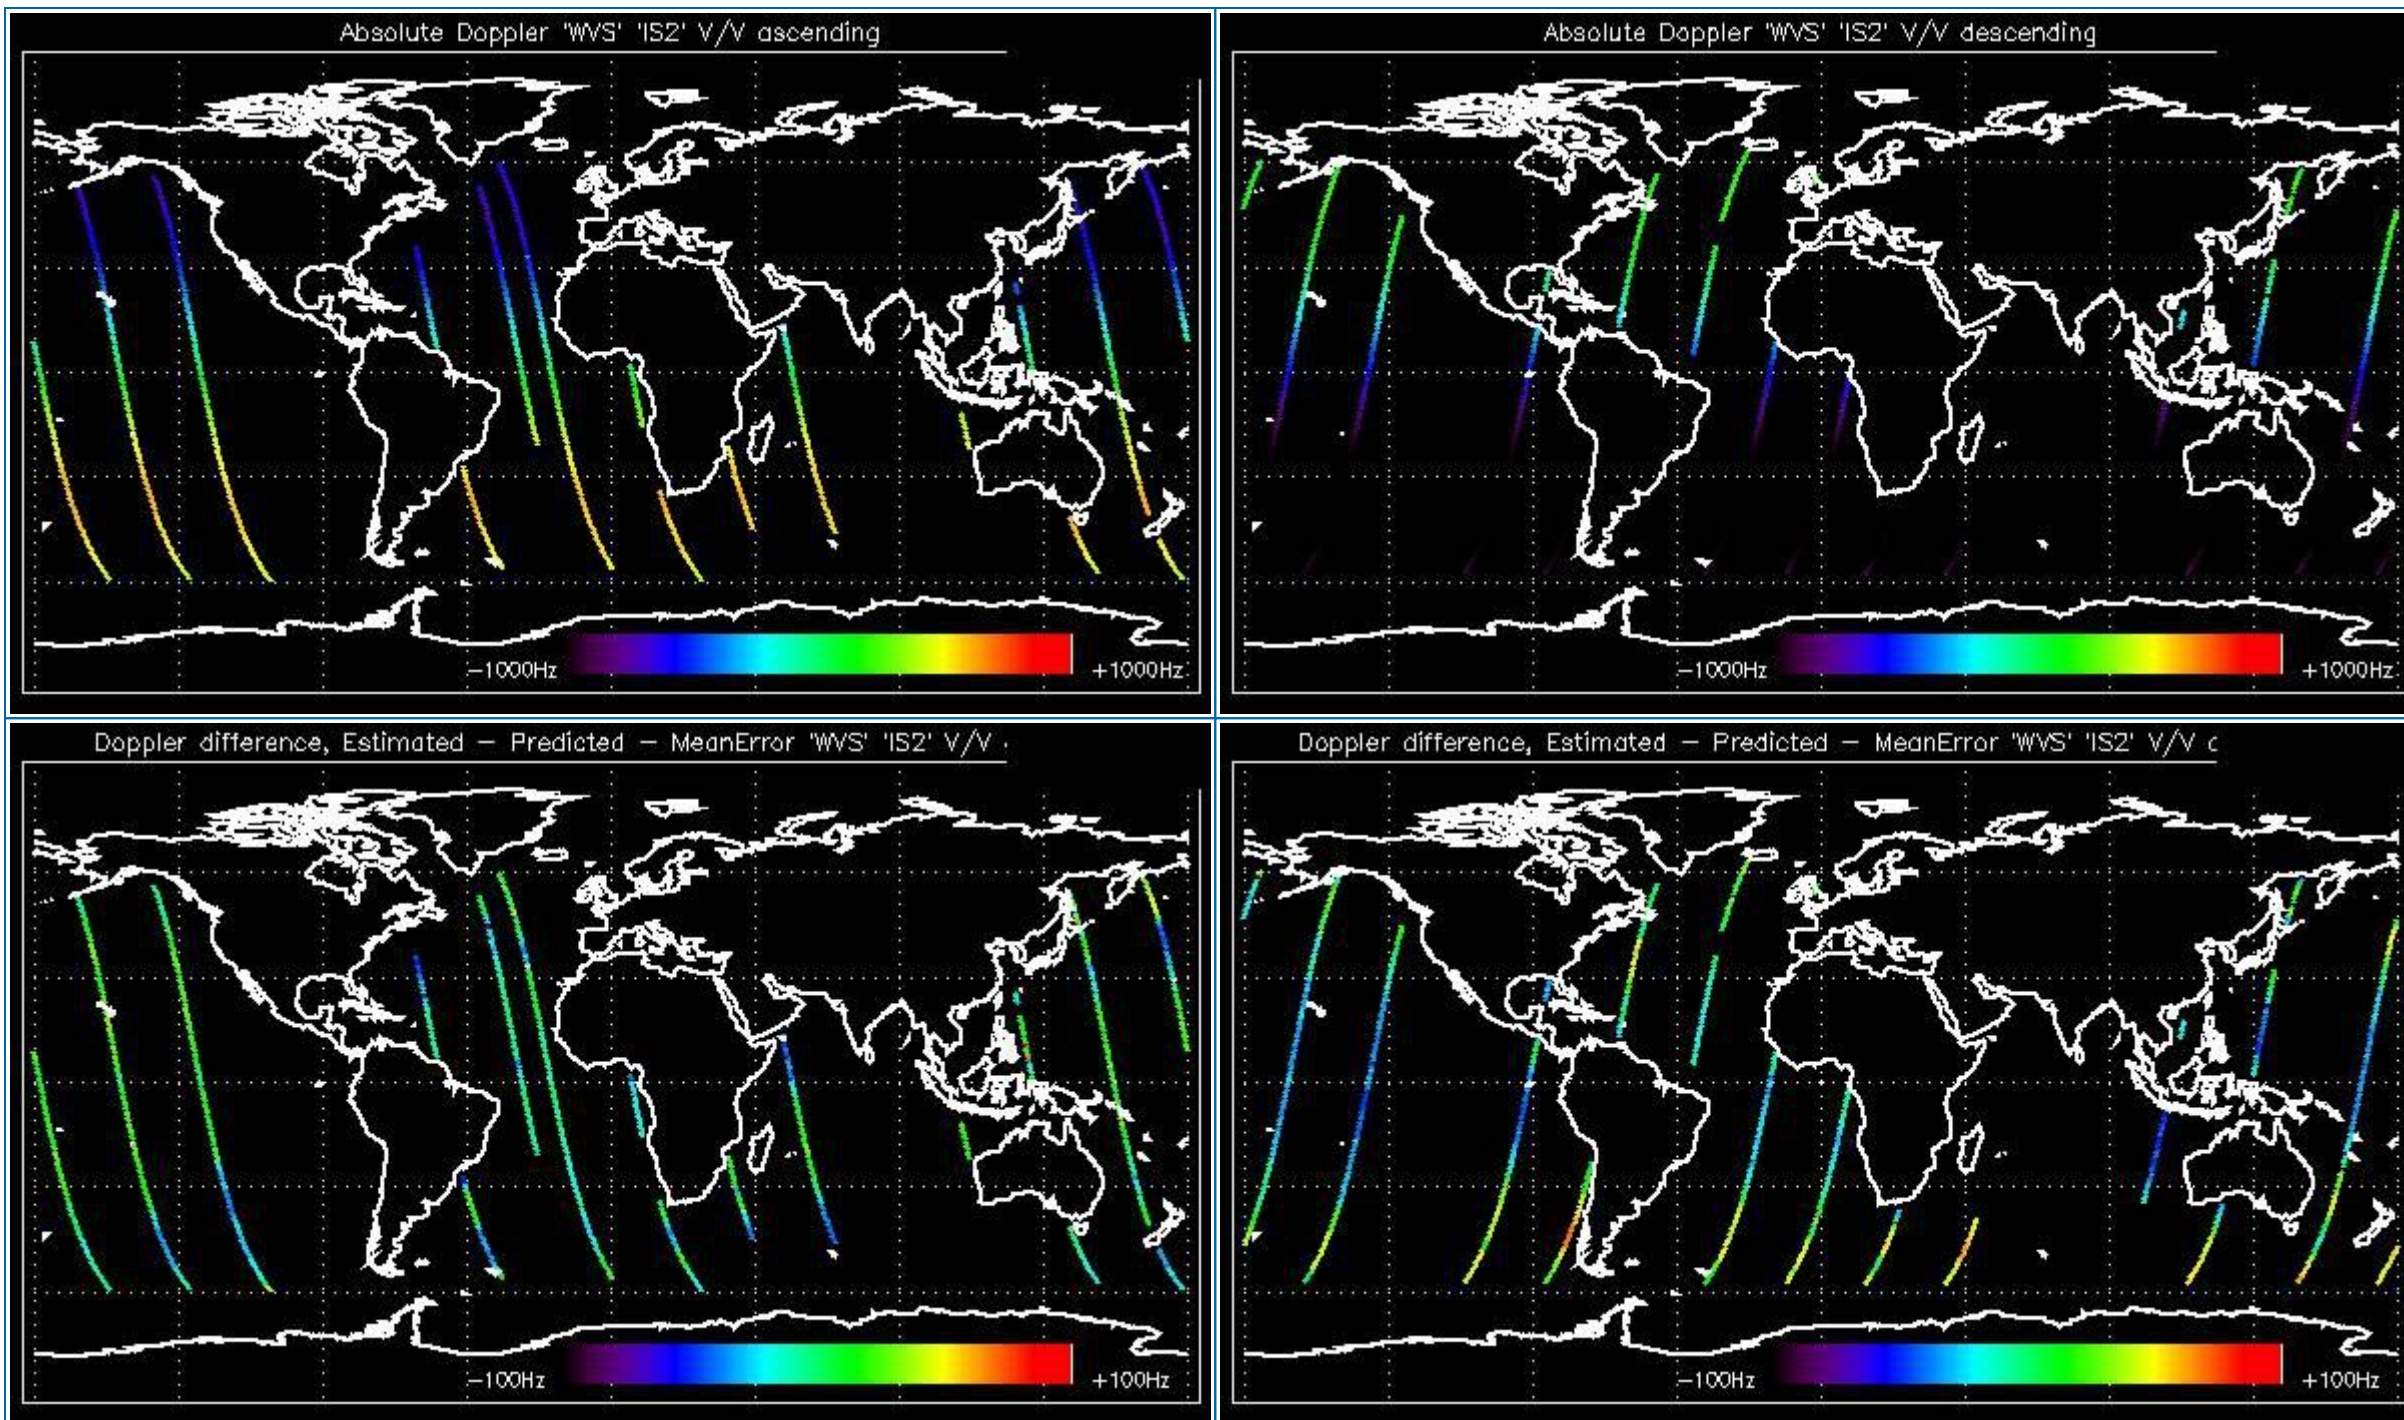 Absolute Doppler 'WVS' 'IS2' V/V ascending
-1000Hz
+1000Hz
Absolute Doppler 'WVS' 'IS2' V/V descending
-1000Hz
+1000Hz
Doppler difference, Estimated - Predicted - MeanError 'WVS' 'IS2' V/V
-100Hz
+100Hz
Doppler difference, Estimated - Predicted - MeanError 'WVS' 'IS2' V/V
-100Hz
+100Hz